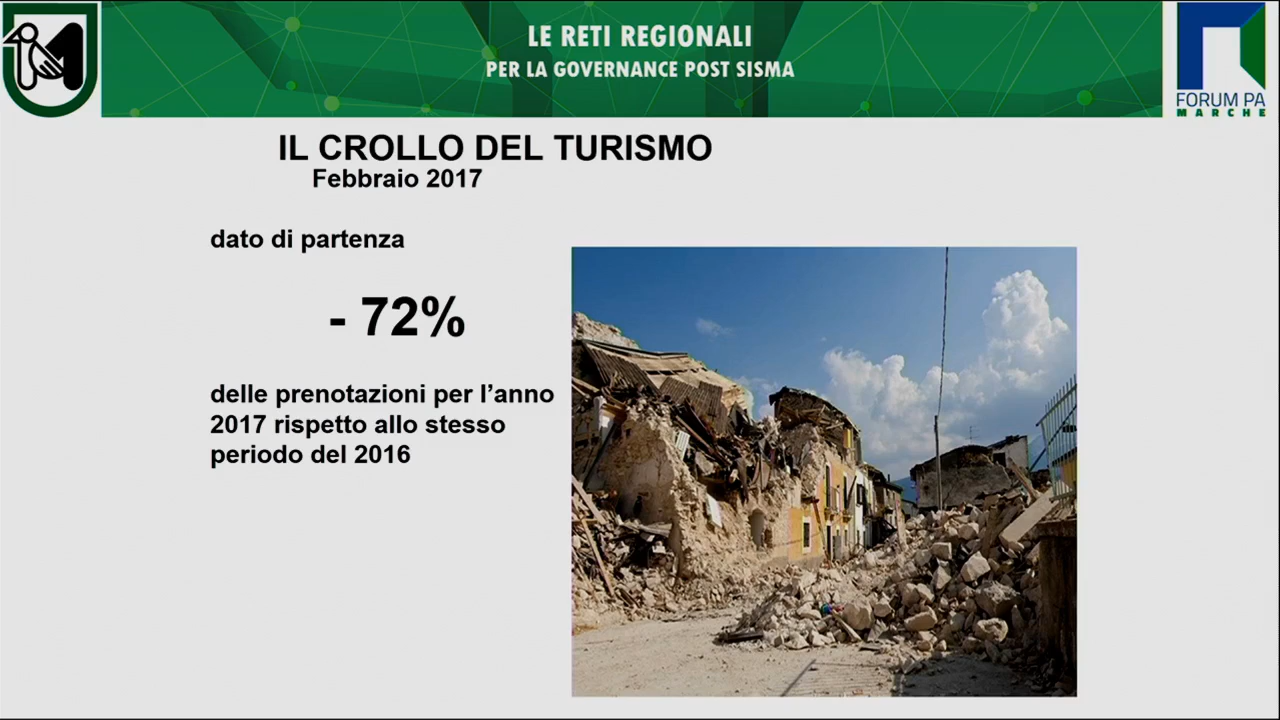 LE RETI REGIONALI
PER LA GOVERNANCE POST SISMA
FORUM PA
MARCHE
IL CROLLO DEL TURISMO
Febbraio 2017
dato di partenza
- 72%
delle prenotazioni per l’anno
2017 rispetto allo stesso
periodo del 2016